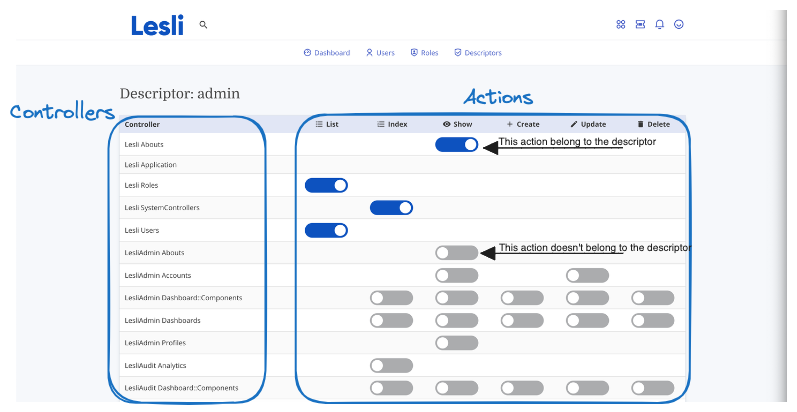 Lesli
Dashboard Users Roles Descriptors
Descriptor: admin
Controllers
Actions
Controller List Index Show Create Update Delete
Lesli Abouts
This action belong to the descriptor
Lesli Application
Lesli Roles
Lesli SystemControllers
Lesli Users
LesliAdmin Abouts
This action doesn't belong to the descriptor
LesliAdmin Accounts
LesliAdmin Dashboard::Components
LesliAdmin Dashboards
LesliAdmin Profiles
LesliAudit Analytics
LesliAudit Dashboard::Components